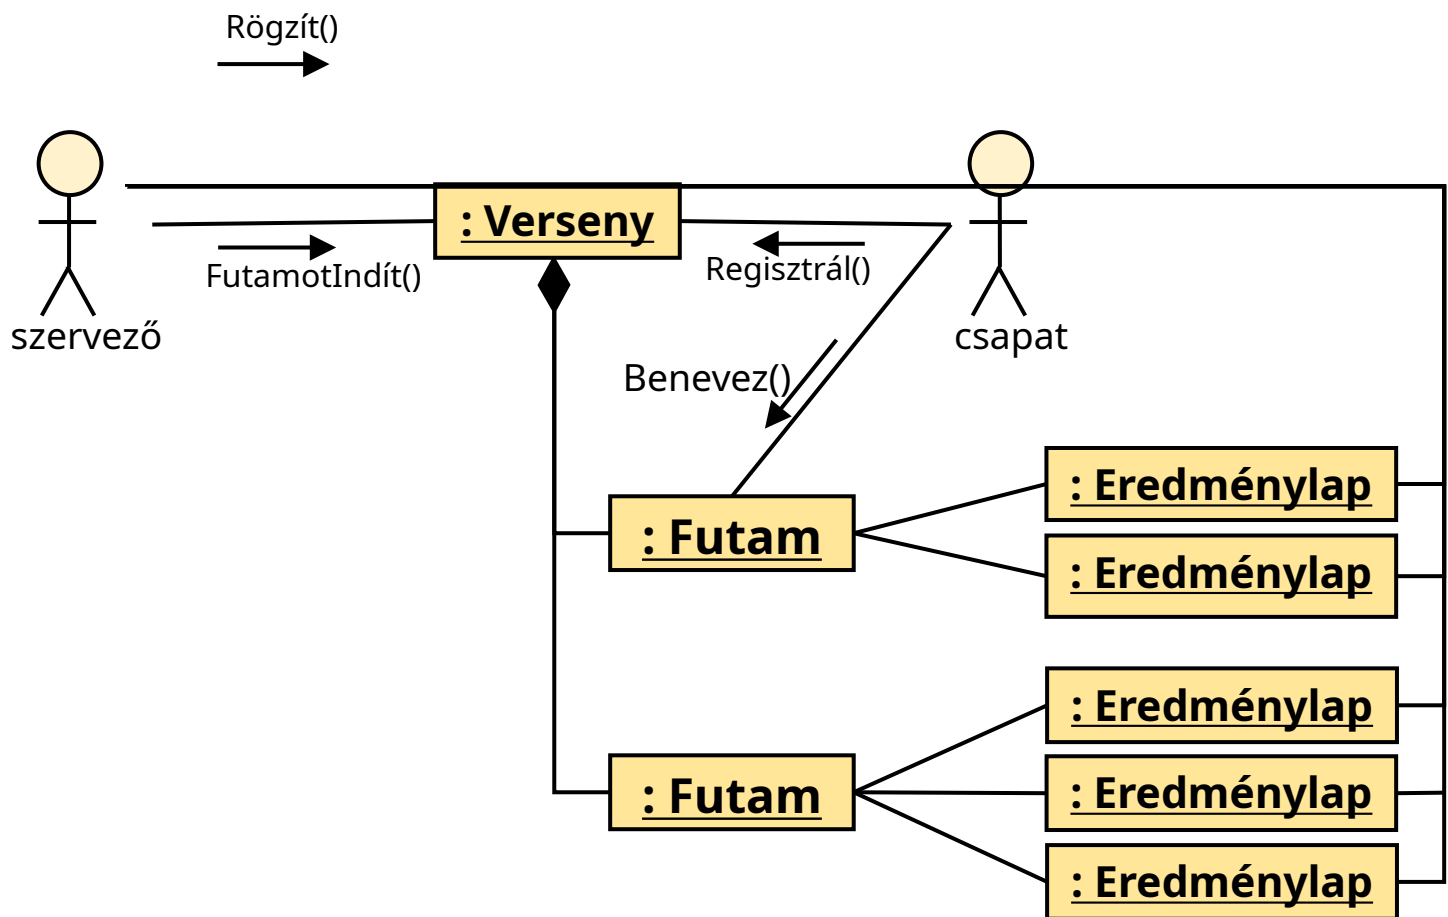 Rögzít()
: Verseny
FutamotIndít()
Regisztrál()
szervező
csapat
Benevez()
: Eredménylap
: Futam
: Eredménylap
: Eredménylap
: Futam
: Eredménylap
: Eredménylap